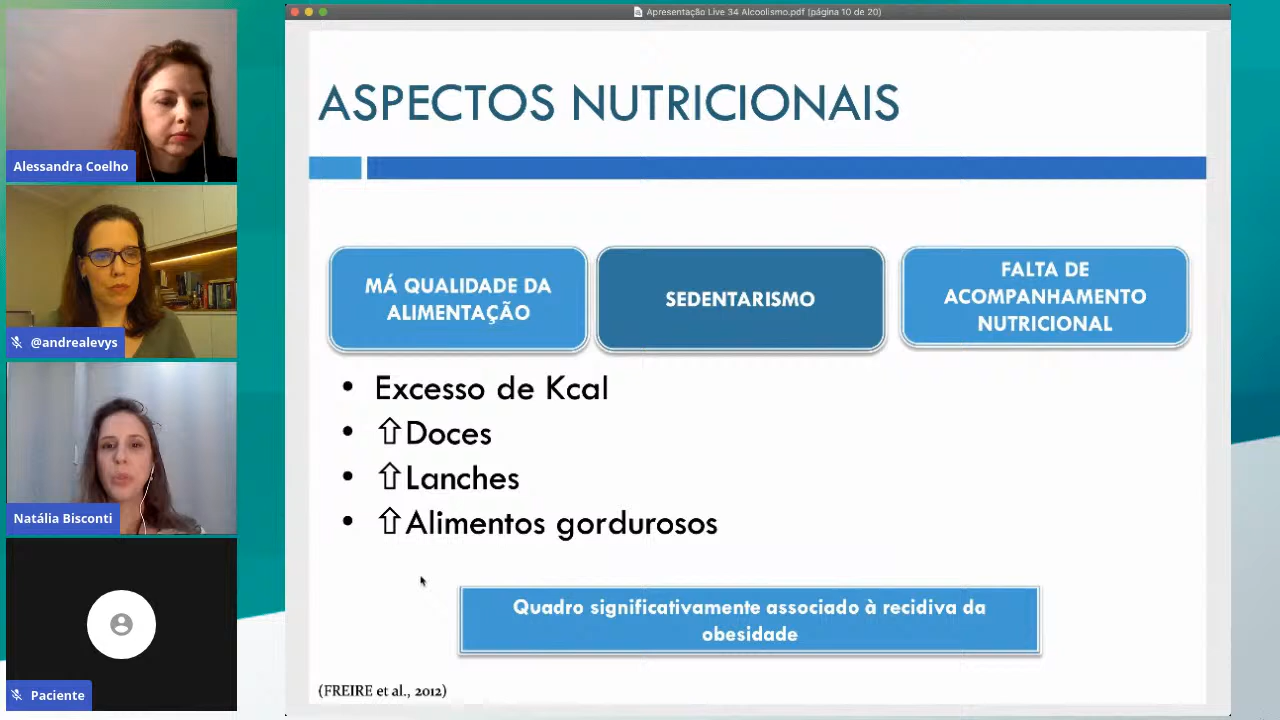 Apresentação Live 34 Alcoolismo.pdf (página 10 de 20)
ASPECTOS NUTRICIONAIS
MÁ QUALIDADE DA
ALIMENTAÇÃO
SEDENTARISMO
FALTA DE
ACOMPANHAMENTO
NUTRICIONAL
• Excesso de Kcal
• ⇧Doces
• ⇧Lanches
• ⇧Alimentos gordurosos
Quadro significativamente associado à recidiva da
obesidade
(FREIRE et al., 2012)
Alessandra Coelho
@andrealevys
Natália Bisconti
Paciente